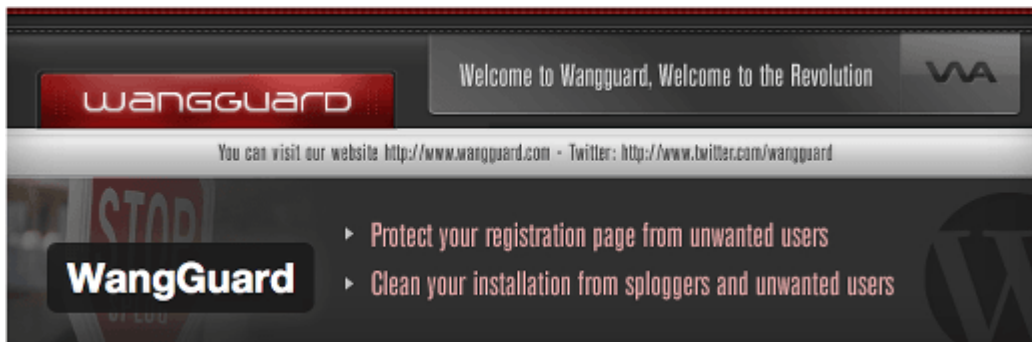 WANGGUARD
Welcome to Wangguard, Welcome to the Revolution
WA
You can visit our website http://www.wangguard.com - Twitter: http://www.twitter.com/wangguard
STOP
Protect your registration page from unwanted users
WangGuard
Clean your installation from sploggers and unwanted users
W